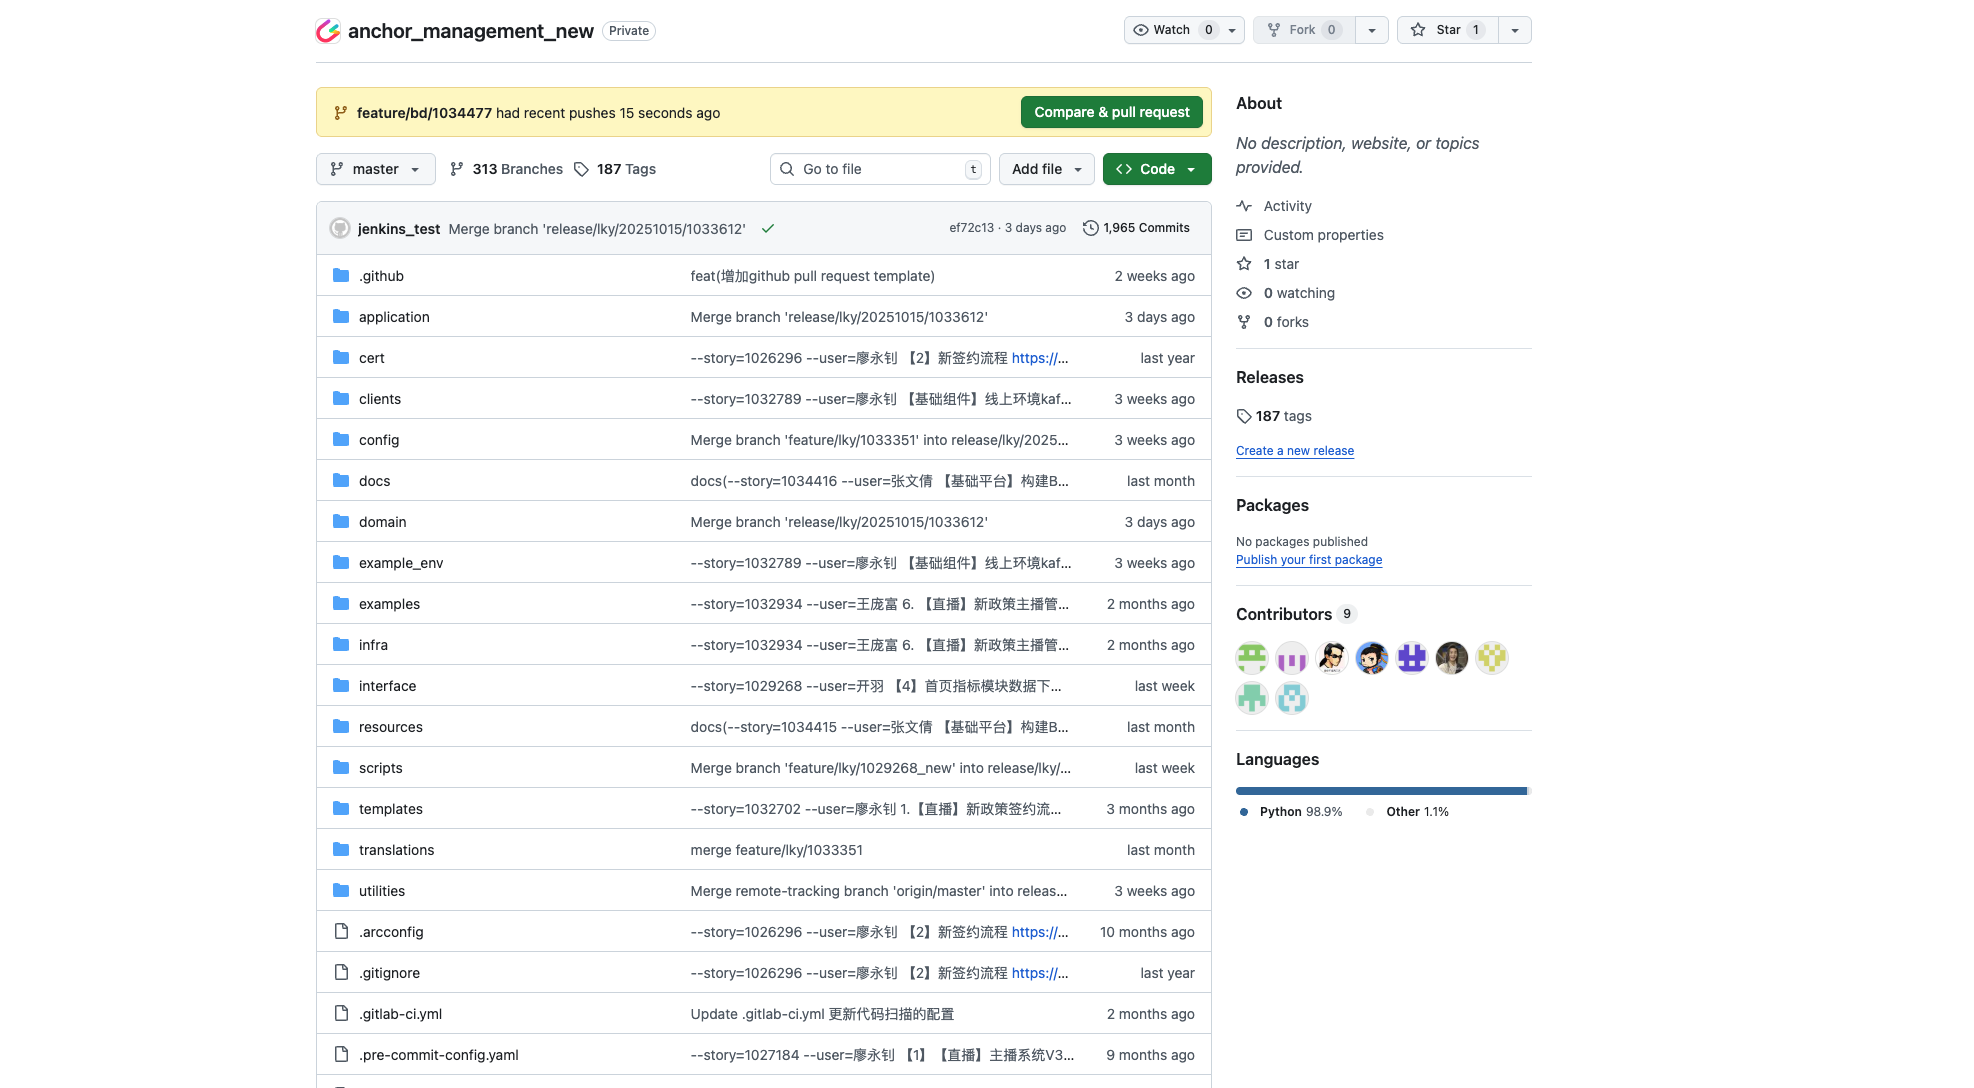 anchor_management_new Private
Watch 0 Fork 0 Star 1
feature/bd/1034477 had recent pushes 15 seconds ago Compare & pull request
master 313 Branches 187 Tags Go to file t Add file <> Code
jenkins_test Merge branch 'release/lky/20251015/1033612' ef72c13 · 3 days ago 1,965 Commits
.github feat(增加github pull request template) 2 weeks ago
application Merge branch 'release/lky/20251015/1033612' 3 days ago
cert --story=1026296 --user=廖永钊 【2】新签约流程 https://... last year
clients --story=1032789 --user=廖永钊 【基础组件】线上环境kaf... 3 weeks ago
config Merge branch 'feature/lky/1033351' into release/lky/2025... 3 weeks ago
docs docs(--story=1034416 --user=张文倩 【基础平台】构建B... last month
domain Merge branch 'release/lky/20251015/1033612' 3 days ago
example_env --story=1032789 --user=廖永钊 【基础组件】线上环境kaf... 3 weeks ago
examples --story=1032934 --user=王庞富 6. 【直播】新政策主播管... 2 months ago
infra --story=1032934 --user=王庞富 6. 【直播】新政策主播管... 2 months ago
interface --story=1029268 --user=开羽 【4】首页指标模块数据下... last week
resources docs(--story=1034415 --user=张文倩 【基础平台】构建B... last month
scripts Merge branch 'feature/lky/1029268_new' into release/lky/... last week
templates --story=1032702 --user=廖永钊 1.【直播】新政策签约流... 3 months ago
translations merge feature/lky/1033351 last month
utilities Merge remote-tracking branch 'origin/master' into releas... 3 weeks ago
.arcconfig --story=1026296 --user=廖永钊 【2】新签约流程 https://... 10 months ago
.gitignore --story=1026296 --user=廖永钊 【2】新签约流程 https://... last year
.gitlab-ci.yml Update .gitlab-ci.yml 更新代码扫描的配置 2 months ago
.pre-commit-config.yaml --story=1027184 --user=廖永钊 【1】【直播】主播系统V3... 9 months ago
About
No description, website, or topics
provided.
Activity
Custom properties
1 star
0 watching
0 forks
Releases
187 tags
Create a new release
Packages
No packages published
Publish your first package
Contributors 9
Languages
Python 98.9% Other 1.1%